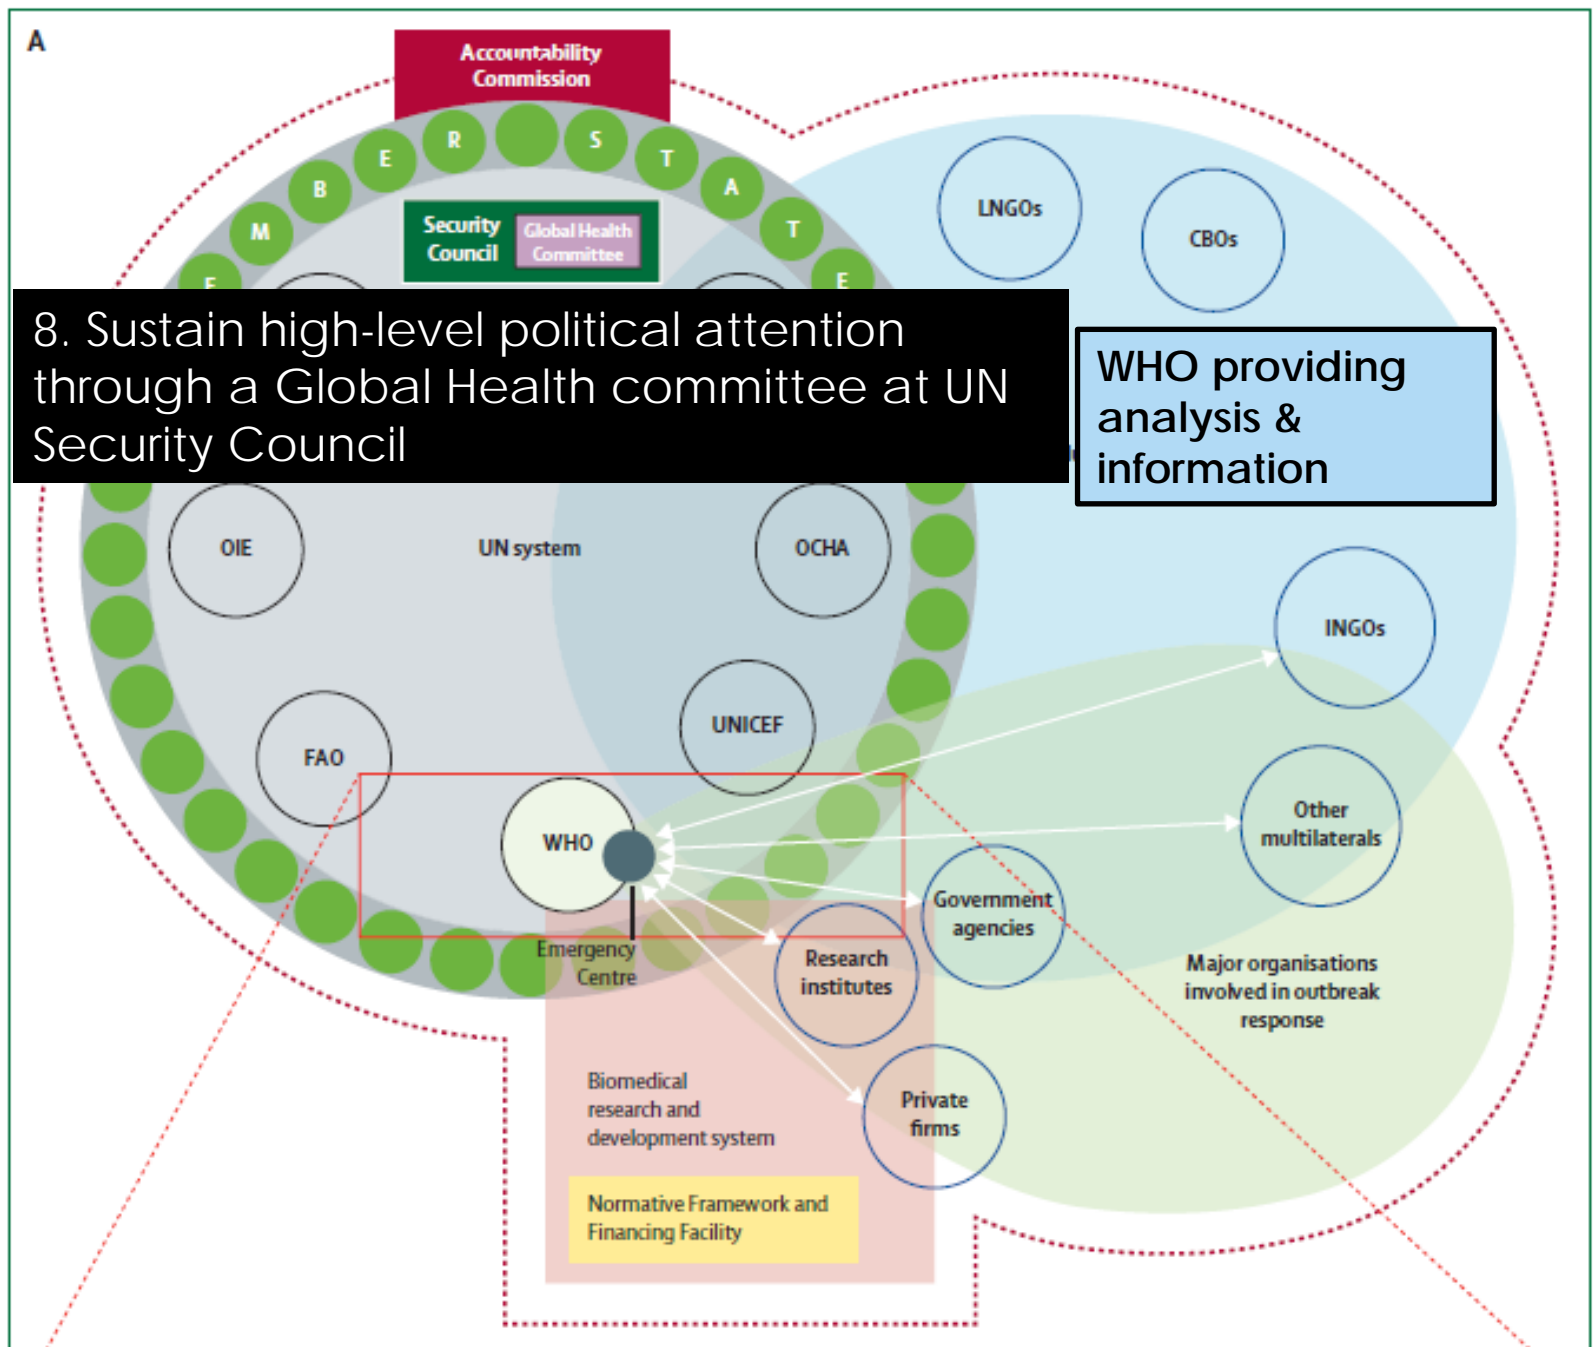 A
Accountability
Commission
M
B
E
R
S
T
A
T
E
E
Security
Council
Global Health
Committee
LNGOs
CBOs
8. Sustain high-level political attention
through a Global Health committee at UN
Security Council
WHO providing
analysis &
information
OIE
UN system
OCHA
INGOs
UNICEF
FAO
WHO
Other
multilaterals
Government
agencies
Emergency
Centre
Research
institutes
Major organisations
involved in outbreak
response
Biomedical
research and
development system
Private
firms
Normative Framework and
Financing Facility